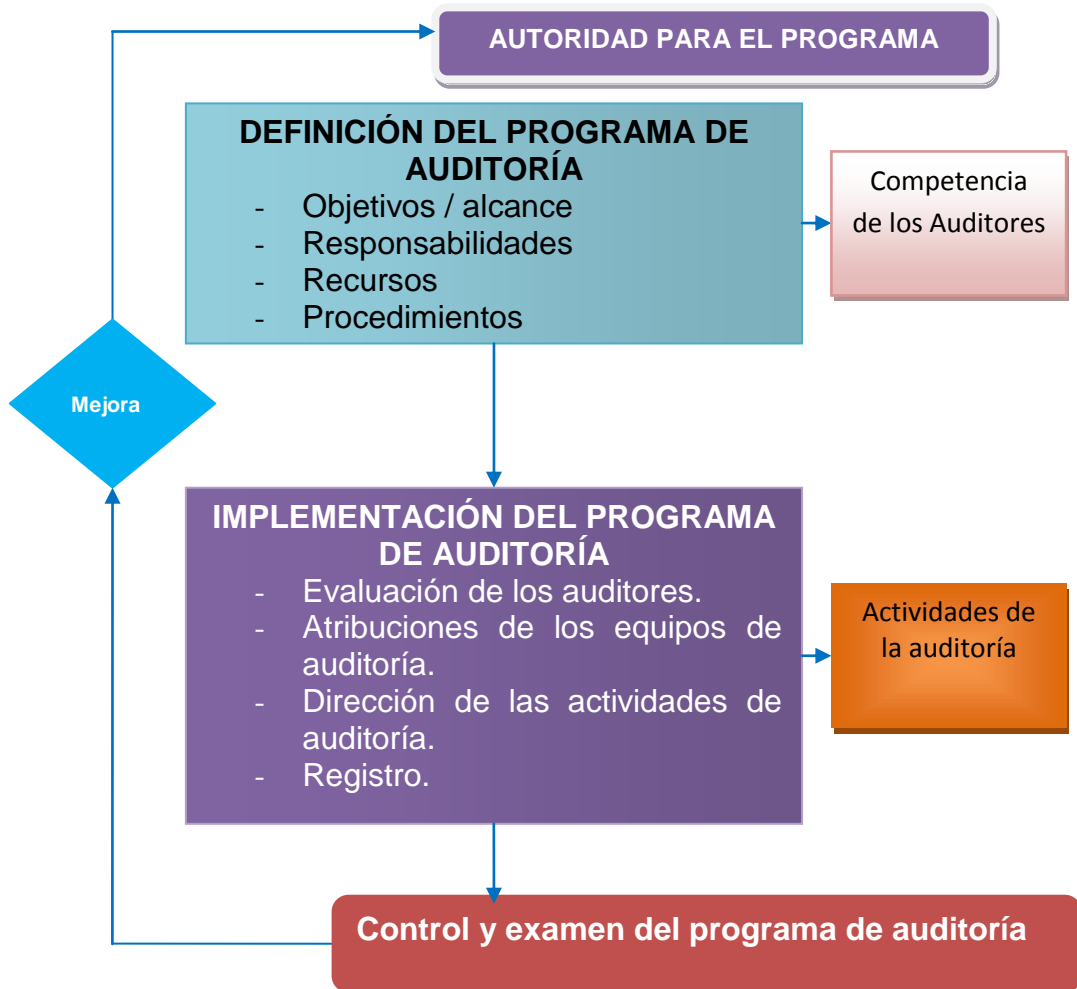 AUTORIDAD PARA EL PROGRAMA
DEFINICIÓN DEL PROGRAMA DE
AUDITORÍA
- Objetivos / alcance
- Responsabilidades
- Recursos
- Procedimientos
Competencia
de los Auditores
Mejora
IMPLEMENTACIÓN DEL PROGRAMA
DE AUDITORÍA
- Evaluación de los auditores.
- Atribuciones de los equipos de
auditoría.
- Dirección de las actividades de
auditoría.
- Registro.
Actividades de
la auditoría
Control y examen del programa de auditoría